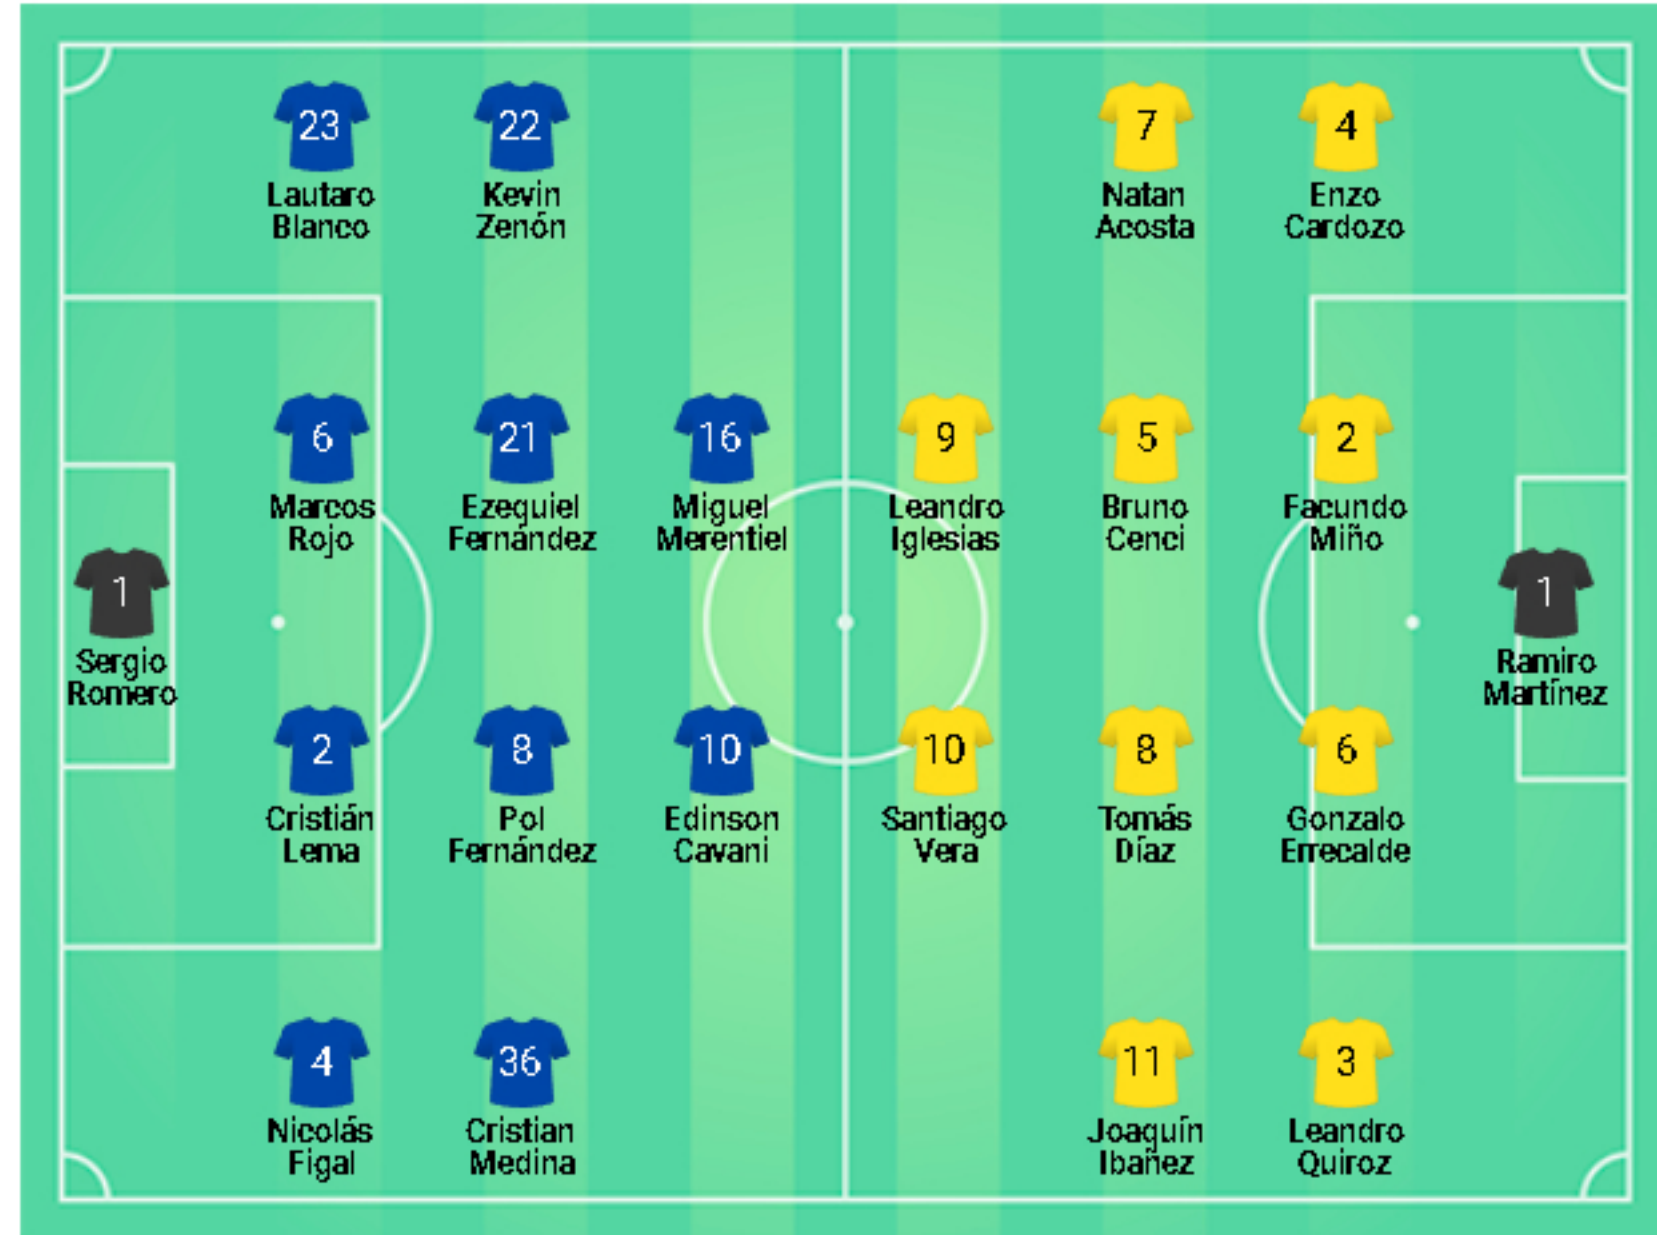 23
Lautaro
Blanco
22
Kevin
Zenón
7
Natan
Acosta
4
Enzo
Cardozo
6
Marcos
Rojo
21
Ezequiel
Fernández
16
Miguel
Merentiel
9
Leandro
Iglesias
5
Bruno
Cenci
2
Facundo
Miño
1
Sergio
Romero
1
Ramiro
Martínez
2
Cristián
Lema
8
Pol
Fernández
10
Edinson
Cavani
10
Santiago
Vera
8
Tomás
Díaz
6
Gonzalo
Errecalde
4
Nicolás
Figal
36
Cristian
Medina
11
Joaquín
Ibañez
3
Leandro
Quiroz